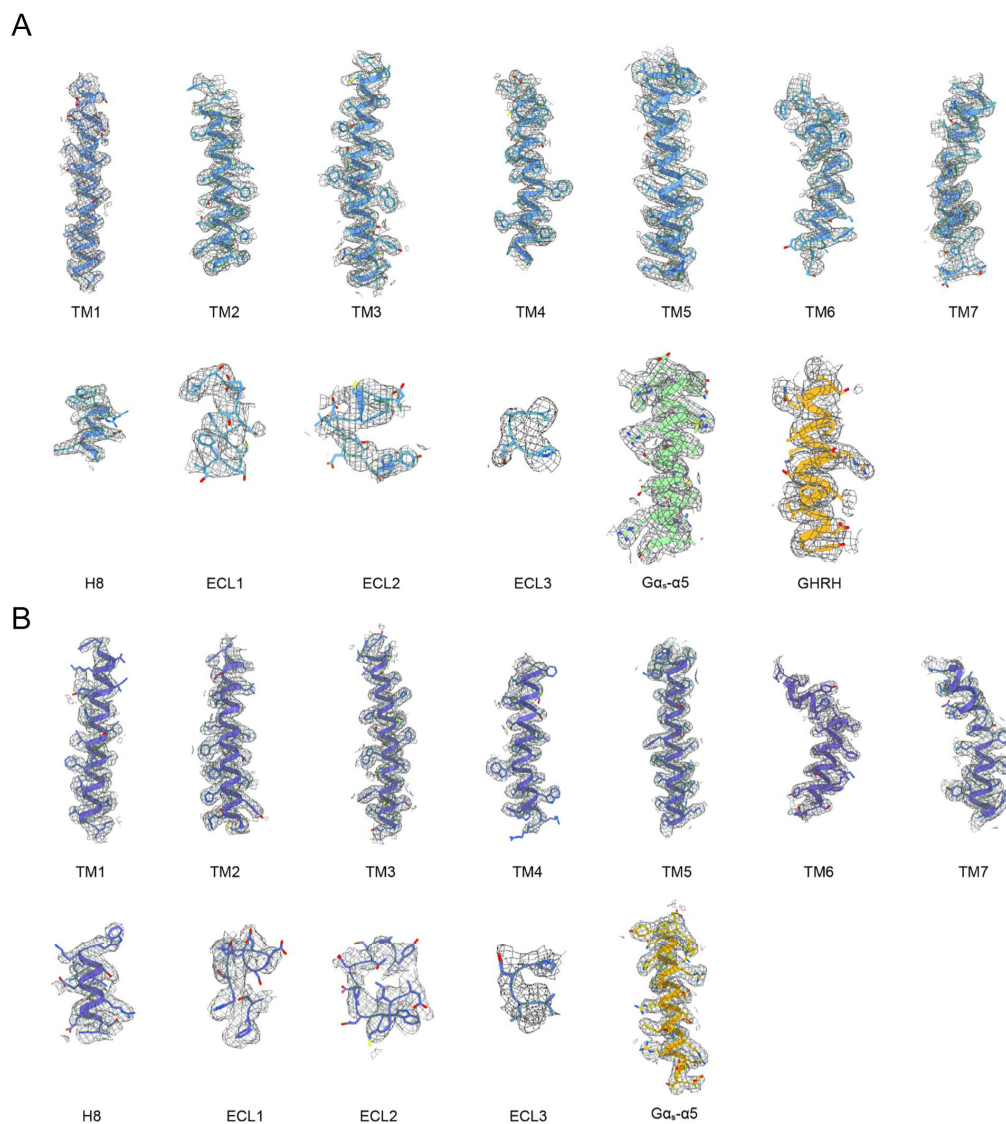 A
TM1 TM2 TM3 TM4 TM5 TM6 TM7
H8 ECL1 ECL2 ECL3 Gαₛ-α5 GHRH
B
TM1 TM2 TM3 TM4 TM5 TM6 TM7
H8 ECL1 ECL2 ECL3 Gαₛ-α5